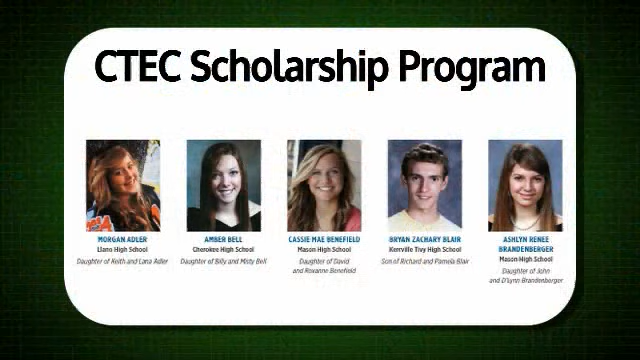 CTEC Scholarship Program
MORGAN ADLER
Llano High School
Daughter of Keith and Lana Adler
AMBER BELL
Cherokee High School
Daughter of Billy and Misty Bell
CASSIE MAE BENEFIELD
Mason High School
Daughter of David
and Roxanne Benefield
BRYAN ZACHARY BLAIR
Kerrville Tivy High School
Son of Richard and Pamela Blair
ASHLYN RENEE
BRANDENBERGER
Mason High School
Daughter of John
and D'Lynn Brandenberger